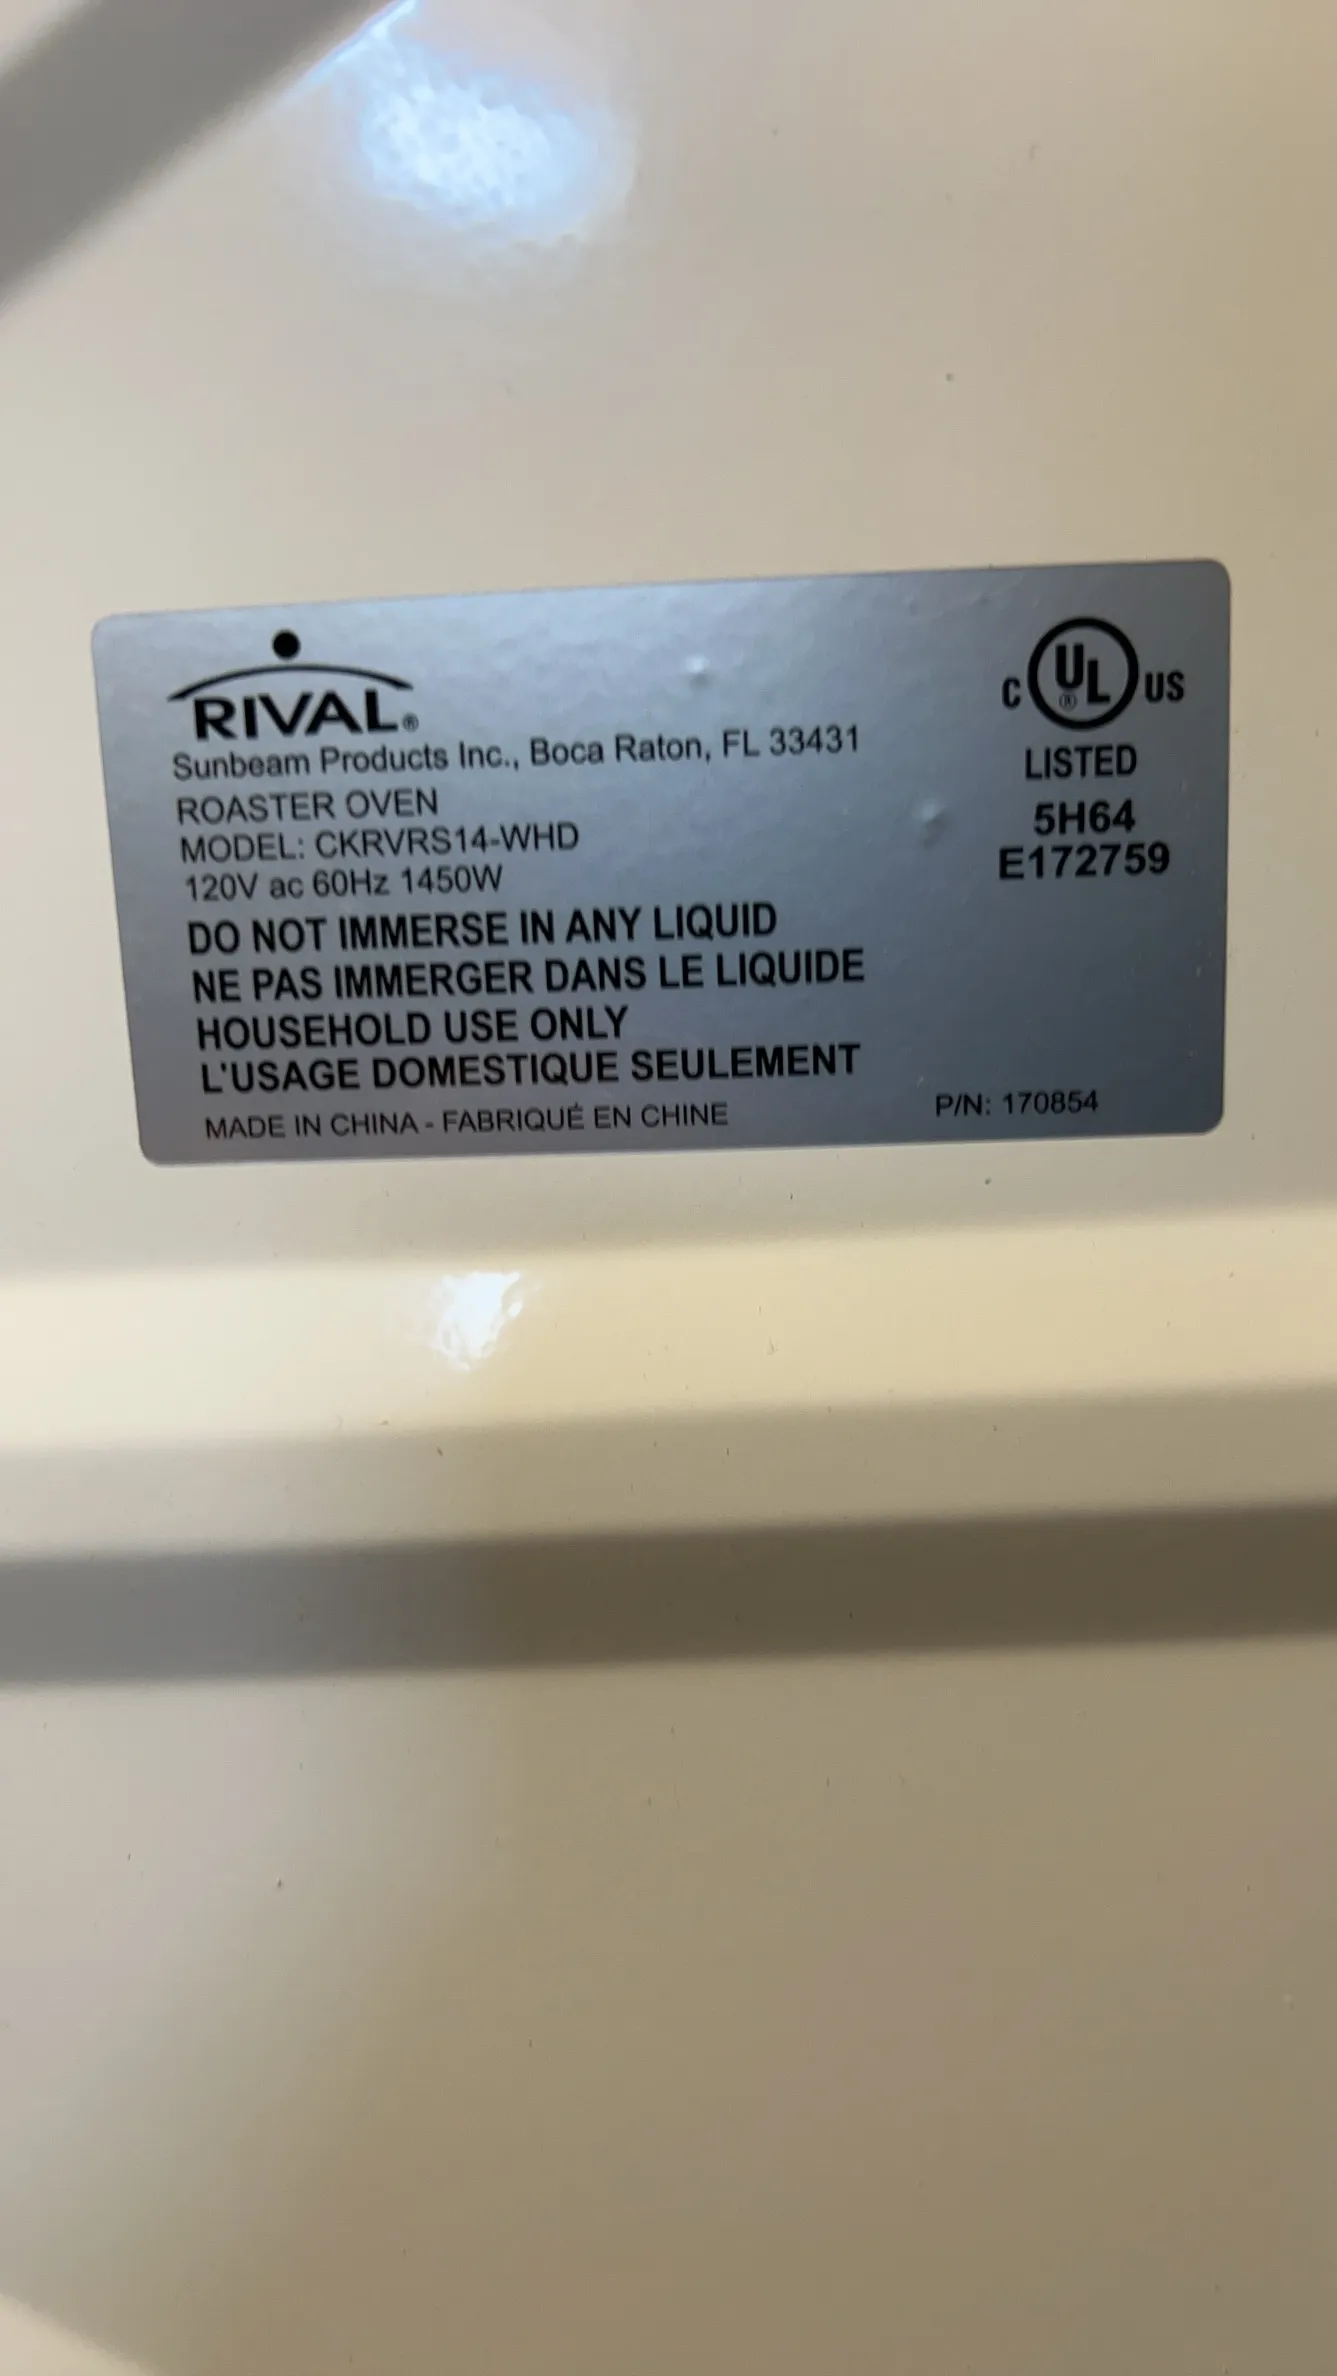 RIVAL®
Sunbeam Products Inc., Boca Raton, FL 33431
ROASTER OVEN
MODEL: CKRVRS14-WHD
120V ac 60Hz 1450W
DO NOT IMMERSE IN ANY LIQUID
NE PAS IMMERGER DANS LE LIQUIDE
HOUSEHOLD USE ONLY
L'USAGE DOMESTIQUE SEULEMENT
MADE IN CHINA - FABRIQUÉ EN CHINE
C UL® US
LISTED
5H64
E172759
P/N: 170854